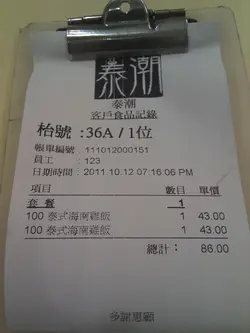 泰潮
泰潮
客戶食品記錄
枱號 :36A / 1位
帳單編號 : 111012000151
員工 : 123
日期時間 : 2011.10.12 07:16:06 PM
項目 數目 單價
套餐 1
100 泰式海南雞飯 1 43.00
100 泰式海南雞飯 1 43.00
總計: 86.00
多謝惠顧